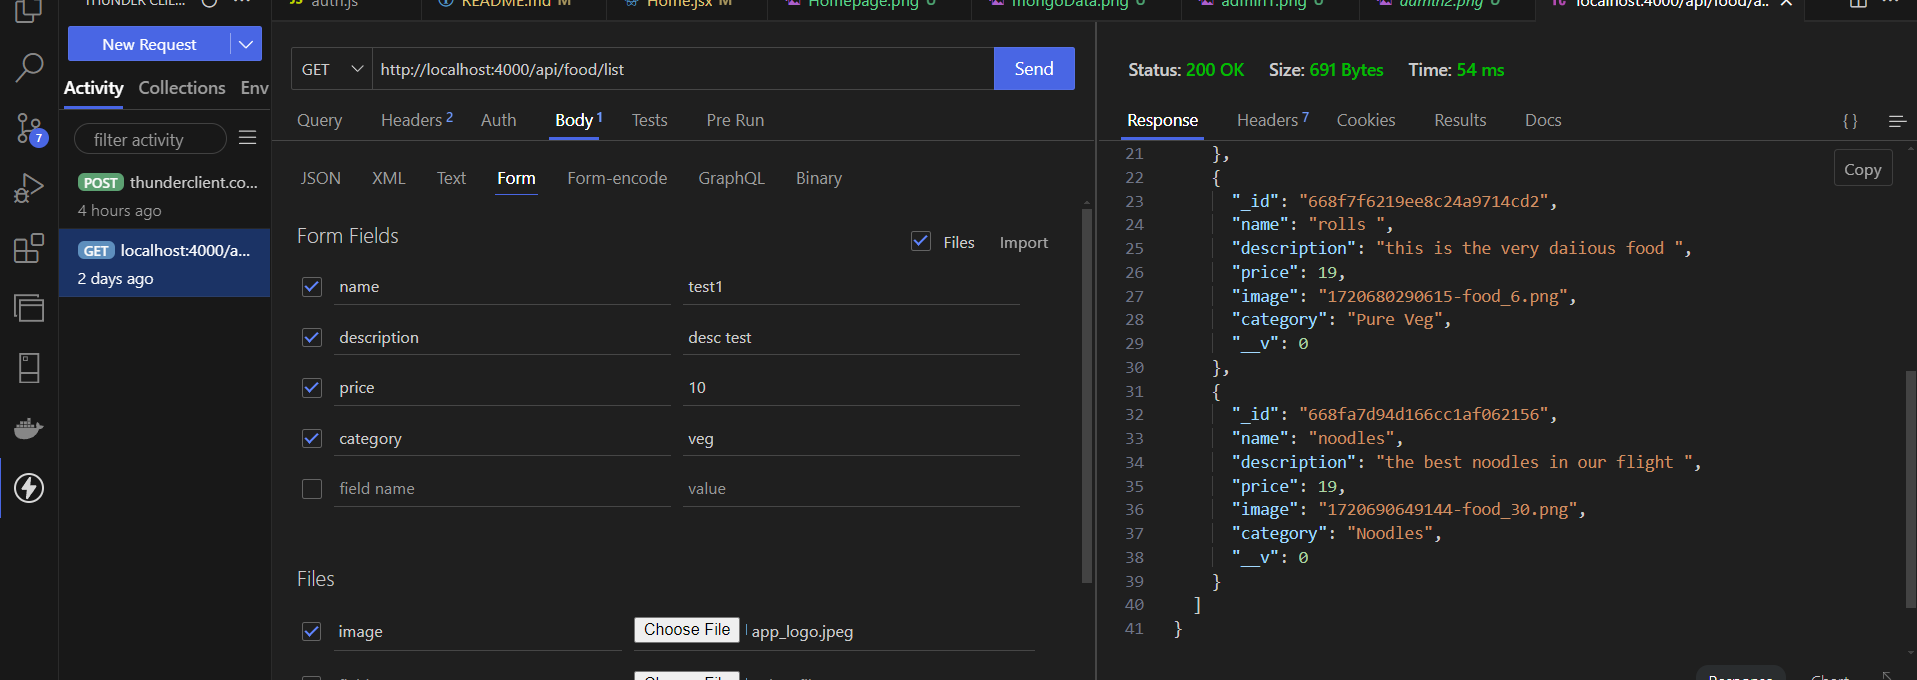 THUNDER CLIE...
auth.js
README.md M
Home.jsx M
Homepage.png U
mongoData.png U
admin1.png U
admin2.png U
localhost:4000/api/food/a..
New Request
Activity Collections Env
filter activity
7
POST thunderclient.co...
4 hours ago
GET localhost:4000/a...
2 days ago
GET http://localhost:4000/api/food/list Send
Query Headers 2 Auth Body 1 Tests Pre Run
JSON XML Text Form Form-encode GraphQL Binary
Form Fields Files Import
name test1
description desc test
price 10
category veg
field name value
Files
image Choose File app_logo.jpeg
Choose File
Status: 200 OK Size: 691 Bytes Time: 54 ms
Response Headers 7 Cookies Results Docs {}
Copy
21 },
22 {
23 "_id": "668f7f6219ee8c24a9714cd2",
24 "name": "rolls ",
25 "description": "this is the very daiious food ",
26 "price": 19,
27 "image": "1720680290615-food_6.png",
28 "category": "Pure Veg",
29 "__v": 0
30 },
31 {
32 "_id": "668fa7d94d166cc1af062156",
33 "name": "noodles",
34 "description": "the best noodles in our flight ",
35 "price": 19,
36 "image": "1720690649144-food_30.png",
37 "category": "Noodles",
38 "__v": 0
39 }
40 ]
41 }
Response Chart